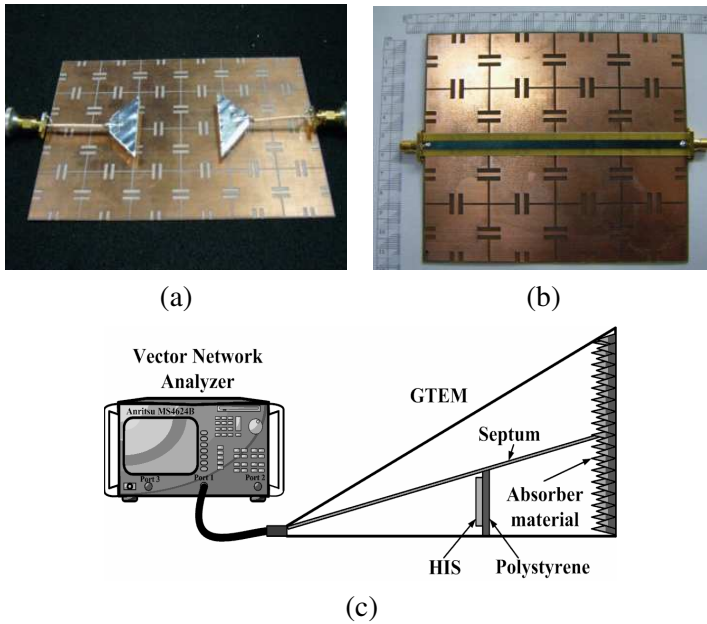 (a)
(b)
Vector Network
Analyzer
Anritsu MS4624B
Port 3
Port 1
Port 2
GTEM
Septum
Absorber
material
HIS
Polystyrene
(c)